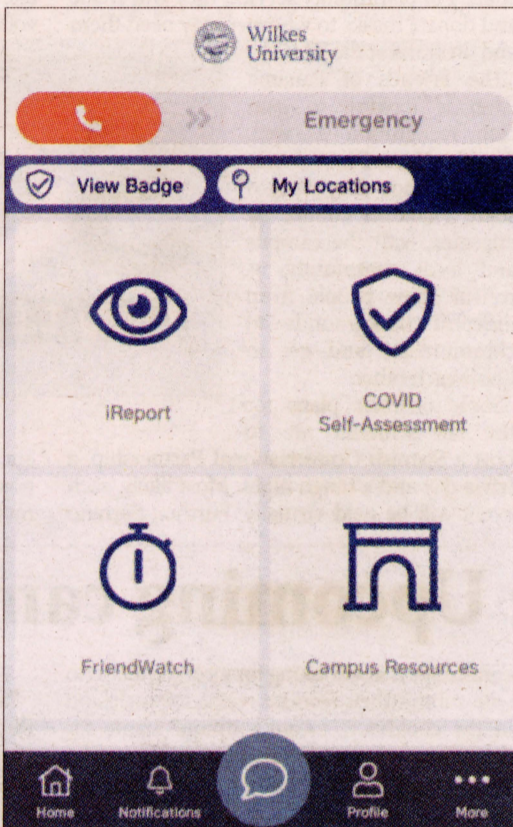 Wilkes
University
Emergency
View Badge
My Locations
iReport
COVID
Self-Assessment
FriendWatch
Campus Resources
Home
Notifications
Profile
More